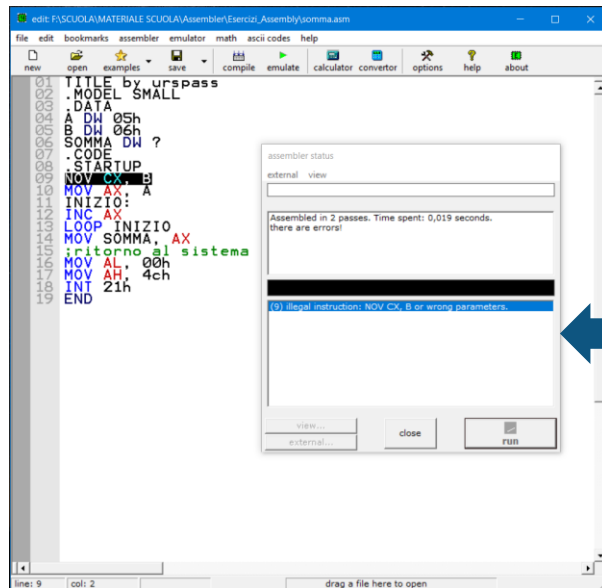 edit: F:\SCUOLA\MATERIALE SCUOLA\Assembler\Esercizi_Assembly\somma.asm
file edit bookmarks assembler emulator math ascii codes help
new open examples save compile emulate calculator convertor options help about
01 TITLE by urspass
02 .MODEL SMALL
03 .DATA
04 A DW 05h
05 B DW 06h
06 SOMMA DW ?
07 .CODE
08 .STARTUP
09 NOV CX, B
10 MOV AX, A
11 INIZIO:
12 INC AX
13 LOOP INIZIO
14 MOV SOMMA, AX
15 ;ritorno al sistema
16 MOV AL, 00h
17 MOV AH, 4ch
18 INT 21h
19 END
assembler status
external view
Assembled in 2 passes. Time spent: 0,019 seconds.
there are errors!
(9) illegal instruction: NOV CX, B or wrong parameters.
view...
external...
close
run
line: 9 col: 2 drag a file here to open